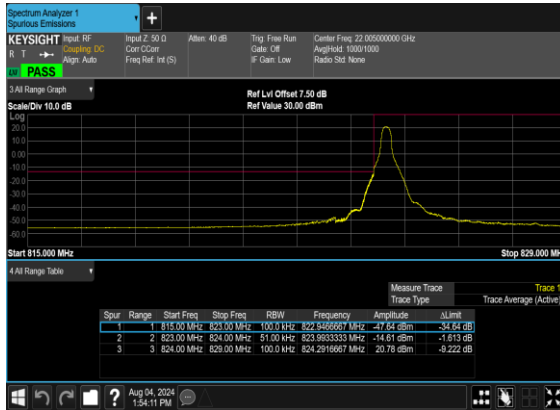 Spectrum Analyzer 1
Spurious Emissions
+
KEYSIGHT Input: RF Input Z: 50 Ω Atten: 40 dB Trig: Free Run Center Freq: 22.005000000 GHz
R T Coupling: DC Corr CCorr Gate: Off Avg|Hold: 1000/1000
Align: Auto Freq Ref: Int (S) IF Gain: Low Radio Std: None
LV PASS
3 All Range Graph
Ref Lvl Offset 7.50 dB
Scale/Div 10.0 dB Ref Value 30.00 dBm
Log
20.0
10.0
0.00
-10.0
-20.0
-30.0
-40.0
-50.0
-60.0
Start 815.000 MHz Stop 829.000 MH
4 All Range Table
Measure Trace Trace 1
Trace Type Trace Average (Active)
Spur Range Start Freq Stop Freq RBW Frequency Amplitude ΔLimit
1 1 815.00 MHz 823.00 MHz 100.0 kHz 822.9466667 MHz -47.64 dBm -34.64 dB
2 2 823.00 MHz 824.00 MHz 51.00 kHz 823.9933333 MHz -14.61 dBm -1.613 dB
3 3 824.00 MHz 829.00 MHz 100.0 kHz 824.2916667 MHz 20.78 dBm -9.222 dB
? Aug 04, 2024
1:54:11 PM